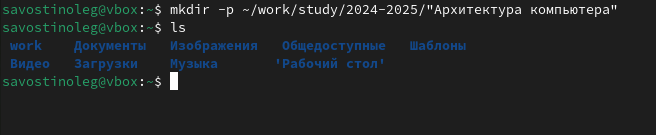 savostinoleg@vbox:~$ mkdir -p ~/work/study/2024-2025/"Архитектура компьютера"
savostinoleg@vbox:~$ ls
work Документы Изображения Общедоступные Шаблоны
Видео Загрузки Музыка 'Рабочий стол'
savostinoleg@vbox:~$